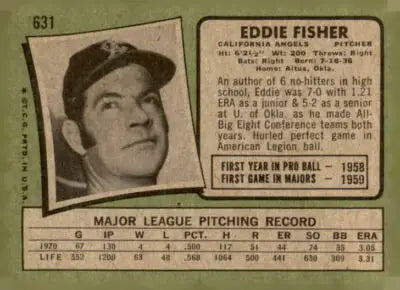 631
EDDIE FISHER
CALIFORNIA ANGELS PITCHER
Ht: 6'2½" Wt: 200 Throws: Right
Bats: Right Born: 7-16-36
Home: Altus, Okla.
An author of 6 no-hitters in high
school, Eddie was 7-0 with 1.21
ERA as a junior & 5-2 as a senior
at U. of Okla. as he made All-
Big Eight Conference teams both
years. Hurled perfect game in
American Legion ball.
FIRST YEAR IN PRO BALL — 1958
FIRST GAME IN MAJORS — 1959
© T.C.G. PRTD. IN U.S.A.
MAJOR LEAGUE PITCHING RECORD
G IP W L PCT. H R ER SO BB ERA
1970 67 130 4 4 .500 117 51 44 74 35 3.05
LIFE 352 1200 63 48 .568 1064 500 441 630 309 3.31